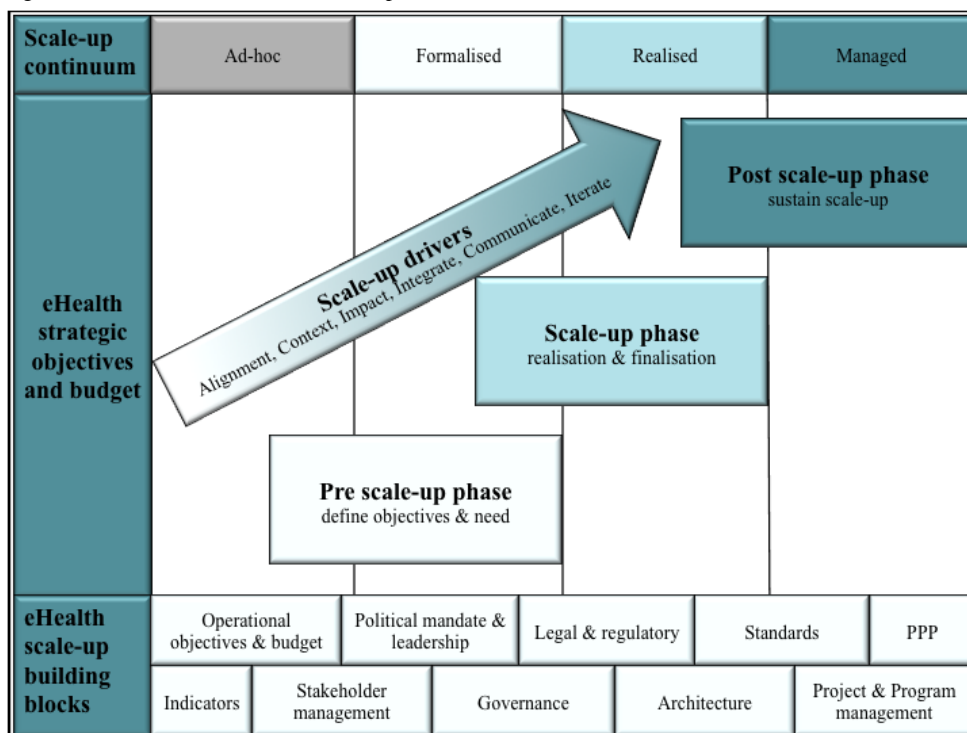 Scale-up
continuum
Ad-hoc
Formalised
Realised
Managed
eHealth
strategic
objectives
and budget
Scale-up drivers
Alignment, Context, Impact, Integrate, Communicate, Iterate
Post scale-up phase
sustain scale-up
Scale-up phase
realisation & finalisation
Pre scale-up phase
define objectives & need
eHealth
scale-up
building
blocks
Operational
objectives & budget
Political mandate &
leadership
Legal & regulatory
Standards
PPP
Indicators
Stakeholder
management
Governance
Architecture
Project & Program
management